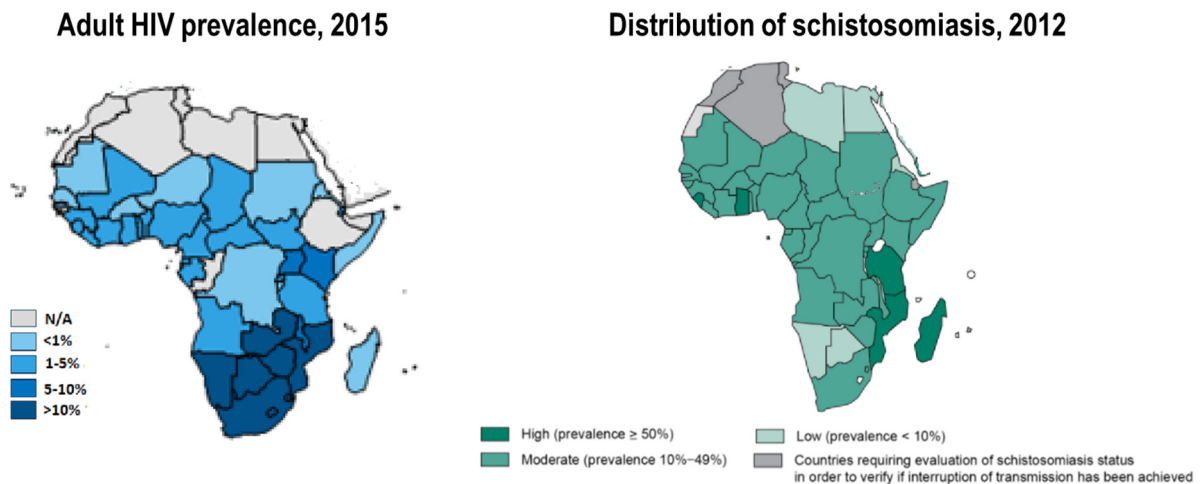 Adult HIV prevalence, 2015
Distribution of schistosomiasis, 2012
N/A
<1%
1-5%
5-10%
>10%
High (prevalence ≥ 50%)
Moderate (prevalence 10%–49%)
Low (prevalence < 10%)
Countries requiring evaluation of schistosomiasis status
in order to verify if interruption of transmission has been achieved